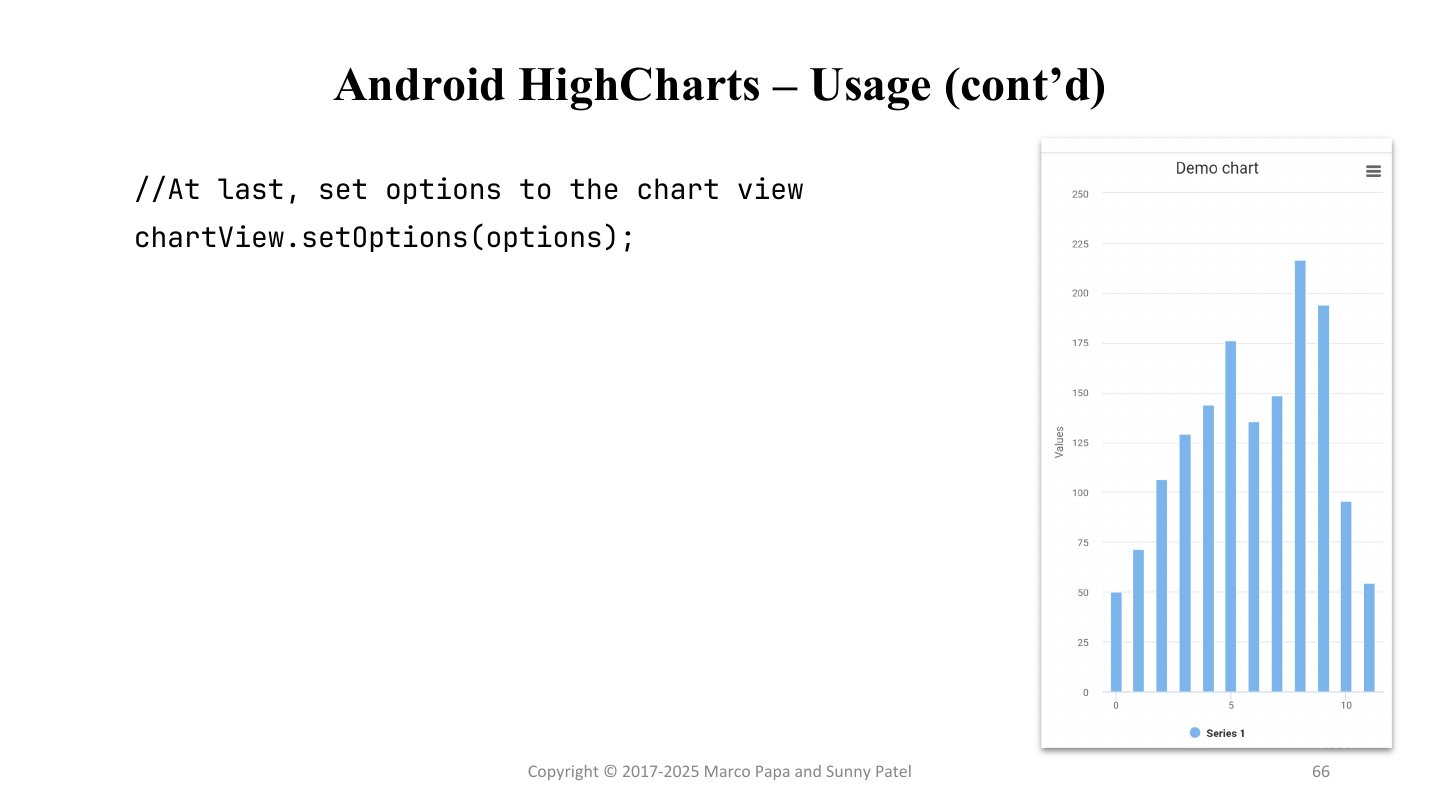 Android HighCharts – Usage (cont’d)
//At last, set options to the chart view
chartView.setOptions(options);
Demo chart
250
225
200
175
150
125
100
75
50
25
0
Values
0 5 10
Series 1
Copyright © 2017-2025 Marco Papa and Sunny Patel
66